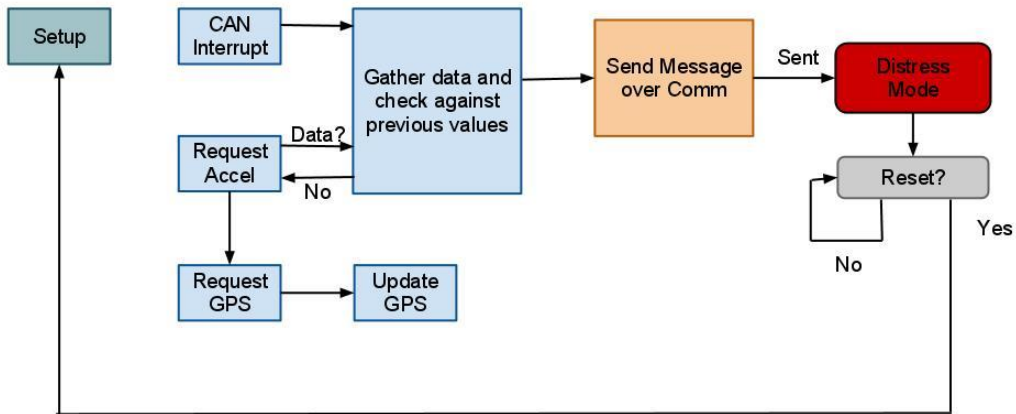 Setup
CAN
Interrupt
Gather data and
check against
previous values
Send Message
over Comm
Sent
Distress
Mode
Data?
Request
Accel
No
Reset?
Yes
No
Request
GPS
Update
GPS